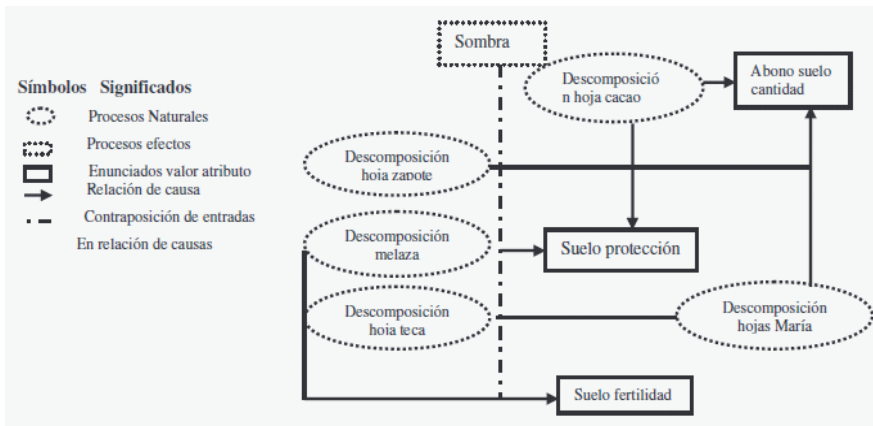 Símbolos Significados
Procesos Naturales
Procesos efectos
Enunciados valor atributo
Relación de causa
Contraposición de entradas
En relación de causas
Sombra
Descomposició
n hoja cacao
Abono suelo
cantidad
Descomposición
hoia zapote
Descomposición
melaza
Suelo protección
Descomposición
hoia teca
Descomposición
hojas María
Suelo fertilidad